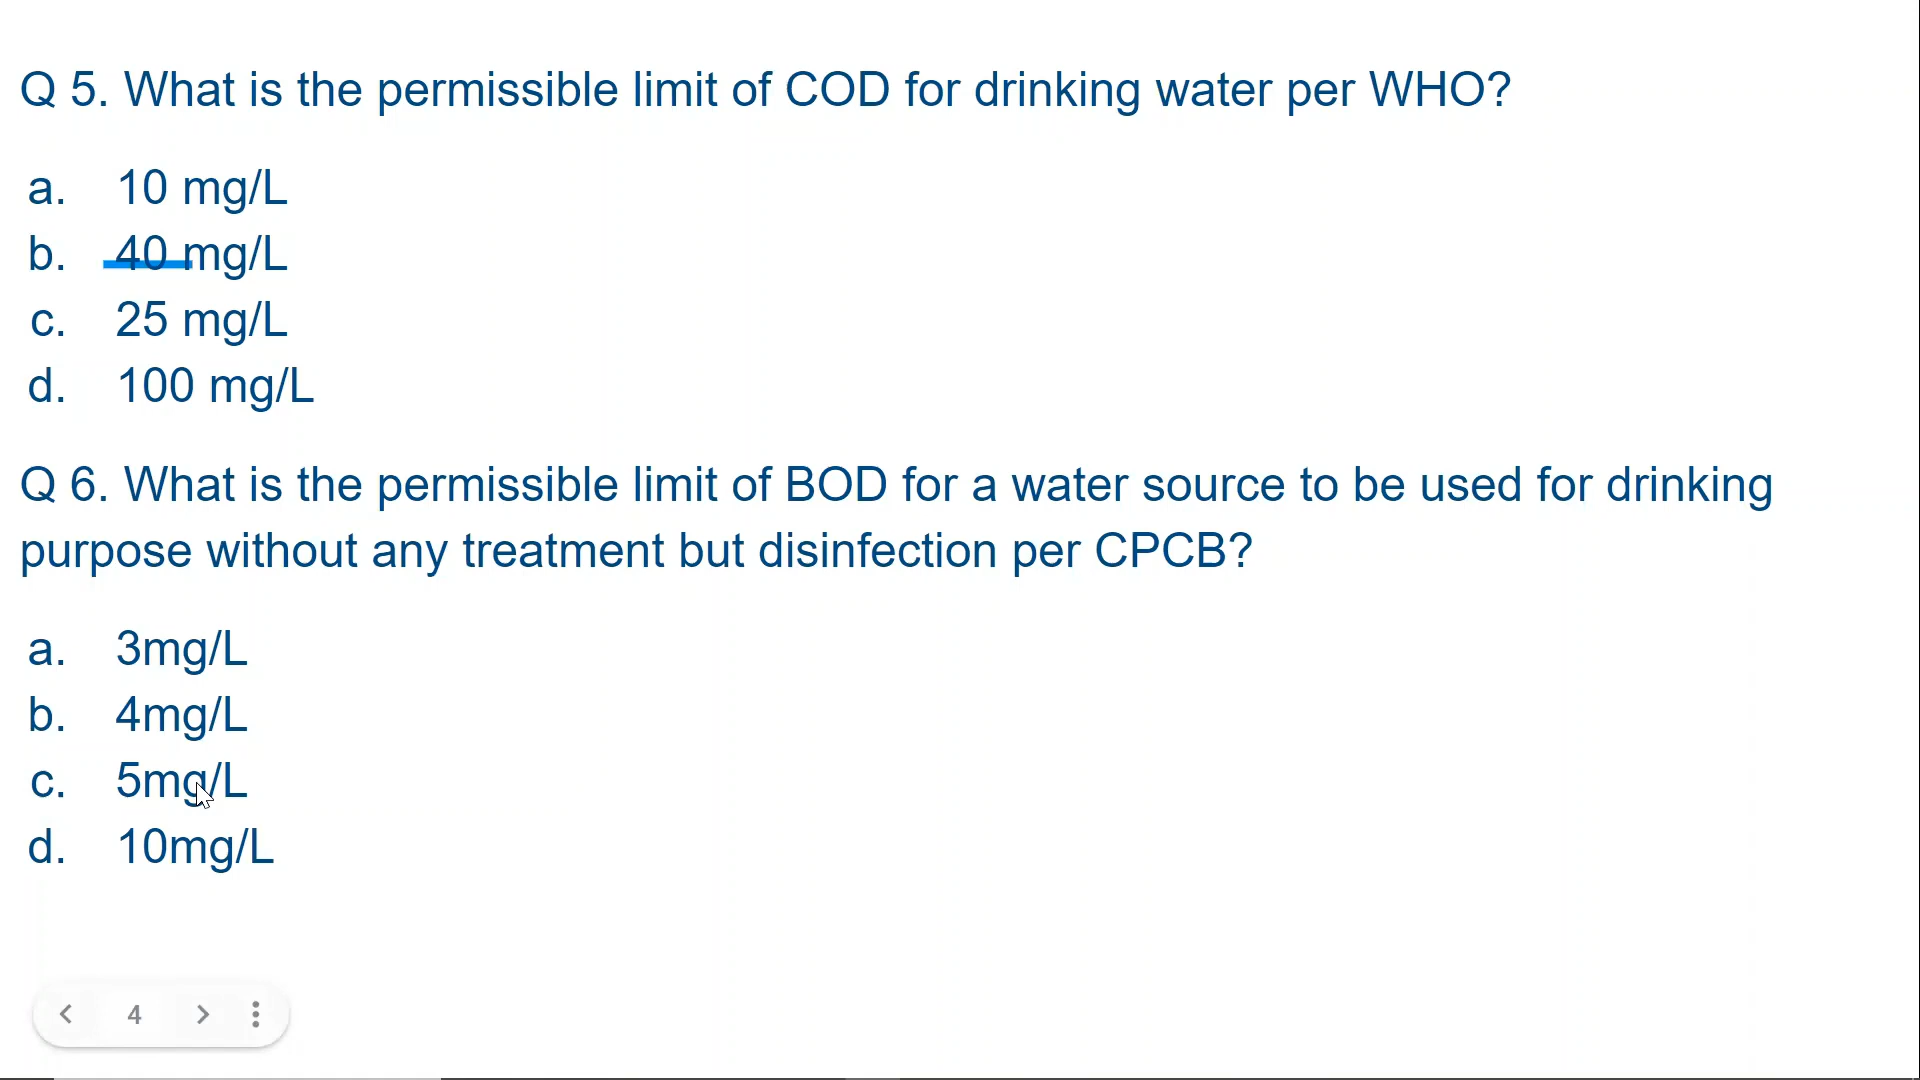 Q 5. What is the permissible limit of COD for drinking water per WHO?
a. 10 mg/L
b. 40 mg/L
c. 25 mg/L
d. 100 mg/L
Q 6. What is the permissible limit of BOD for a water source to be used for drinking
purpose without any treatment but disinfection per CPCB?
a. 3mg/L
b. 4mg/L
c. 5mg/L
d. 10mg/L
4